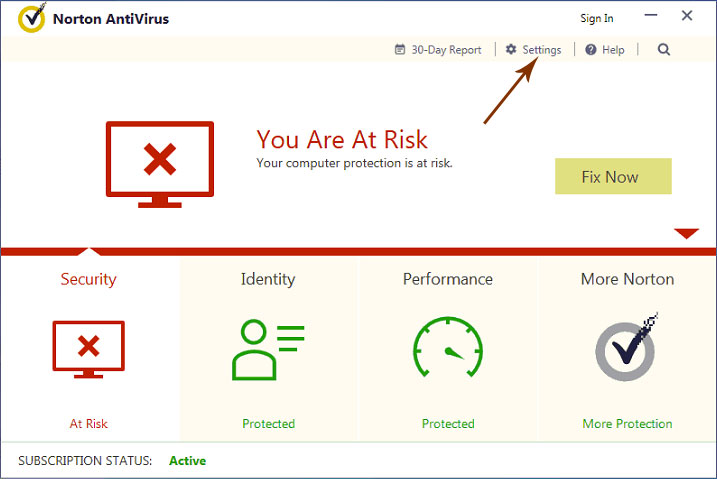 Norton AntiVirus
Sign In
30-Day Report
Settings
Help
You Are At Risk
Your computer protection is at risk.
Fix Now
Security
Identity
Performance
More Norton
At Risk
Protected
Protected
More Protection
SUBSCRIPTION STATUS: Active